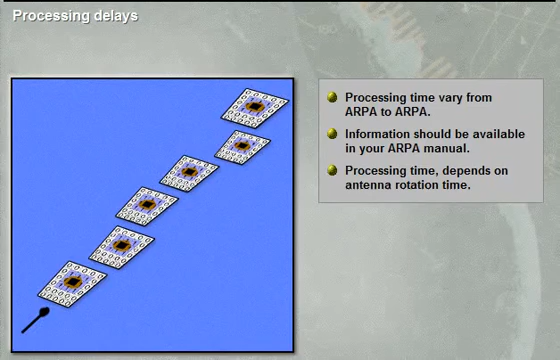 Processing delays
Processing time vary from
ARPA to ARPA.
Information should be available
in your ARPA manual.
Processing time, depends on
antenna rotation time.